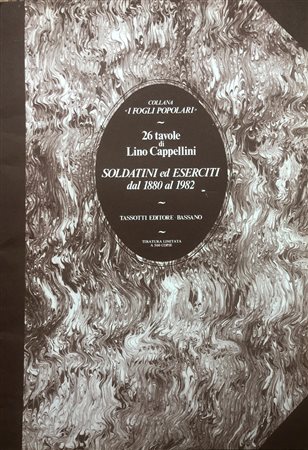 COLLANA
"I FOGLI POPOLARI"
~
26 tavole
di
Lino Cappellini
SOLDATINI ed ESERCITI
dal 1880 al 1982
~
TASSOTTI EDITORE BASSANO
~
TIRATURA LIMITATA
A 500 COPIE